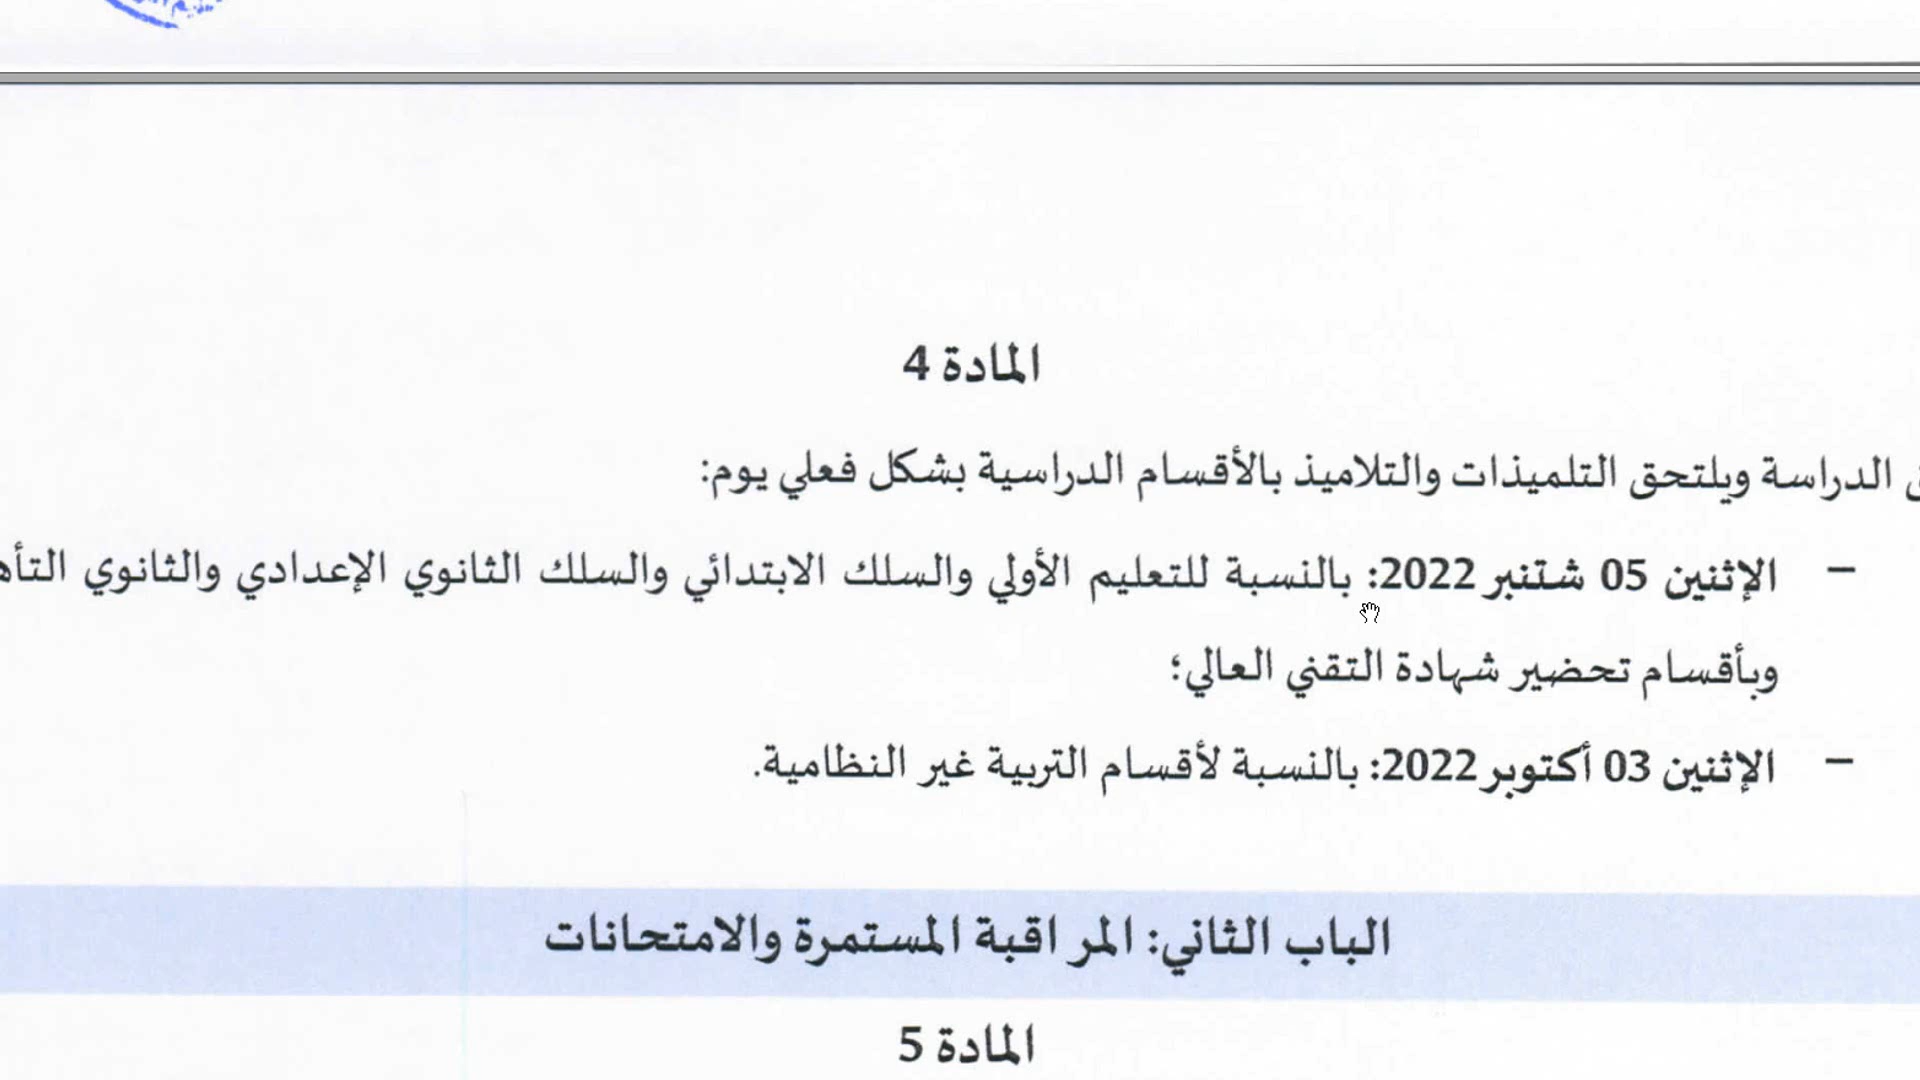 المادة 4
الدراسة ويلتحق التلميذات والتلاميذ بالأقسام الدراسية بشكل فعلي يوم:
– الإثنين 05 شتنبر 2022: بالنسبة للتعليم الأولي والسلك الابتدائي والسلك الثانوي الإعدادي والثانوي
وبأقسام تحضير شهادة التقني العالي؛
– الإثنين 03 أكتوبر 2022: بالنسبة لأقسام التربية غير النظامية.
الباب الثاني: المراقبة المستمرة والامتحانات
المادة 5